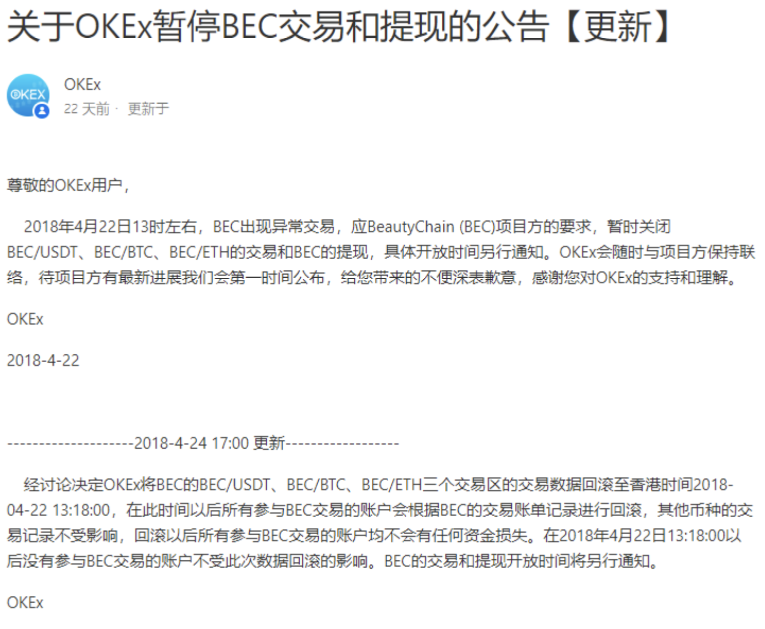 关于OKEx暂停BEC交易和提现的公告【更新】
OKEX
OKEx
22 天前 · 更新于
尊敬的OKEx用户，
2018年4月22日13时左右，BEC出现异常交易，应BeautyChain (BEC)项目方的要求，暂时关闭
BEC/USDT、BEC/BTC、BEC/ETH的交易和BEC的提现，具体开放时间另行通知。OKEx会随时与项目方保持联
络，待项目方有最新进展我们会第一时间公布，给您带来的不便深表歉意，感谢您对OKEx的支持和理解。
OKEx
2018-4-22
--------------------2018-4-24 17:00 更新------------------
经讨论决定OKEx将BEC的BEC/USDT、BEC/BTC、BEC/ETH三个交易区的交易数据回滚至香港时间2018-
04-22 13:18:00，在此时间以后所有参与BEC交易的账户会根据BEC的交易账单记录进行回滚，其他币种的交
易记录不受影响，回滚以后所有参与BEC交易的账户均不会有任何资金损失。在2018年4月22日13:18:00以
后没有参与BEC交易的账户不受此次数据回滚的影响。BEC的交易和提现开放时间将另行通知。
OKEx